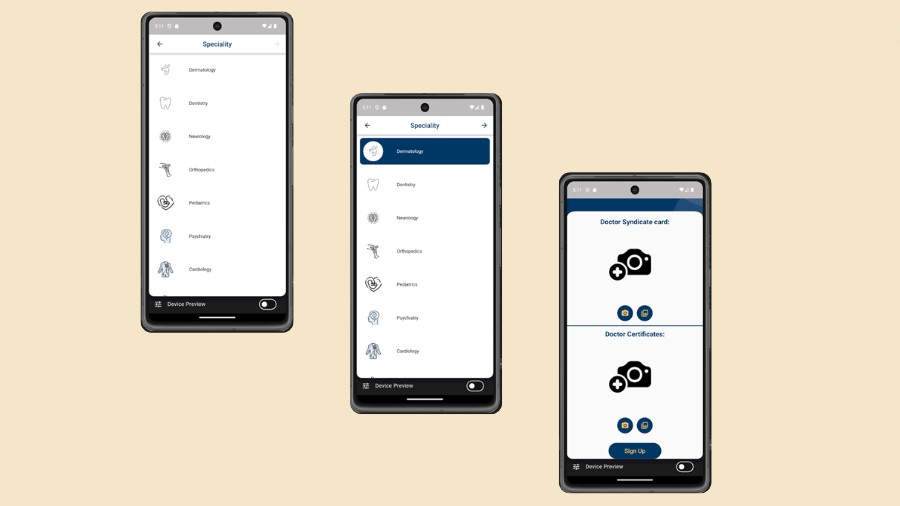 5:11
Speciality
Dermatology
Dentistry
Neurology
Orthopedics
Pediatrics
Psychiatry
Cardiology
Device Preview
5:11
Speciality
Dermatology
Dentistry
Neurology
Orthopedics
Pediatrics
Psychiatry
Cardiology
Device Preview
5:11
Doctor Syndicate card:
Doctor Certificates:
Sign Up
Device Preview